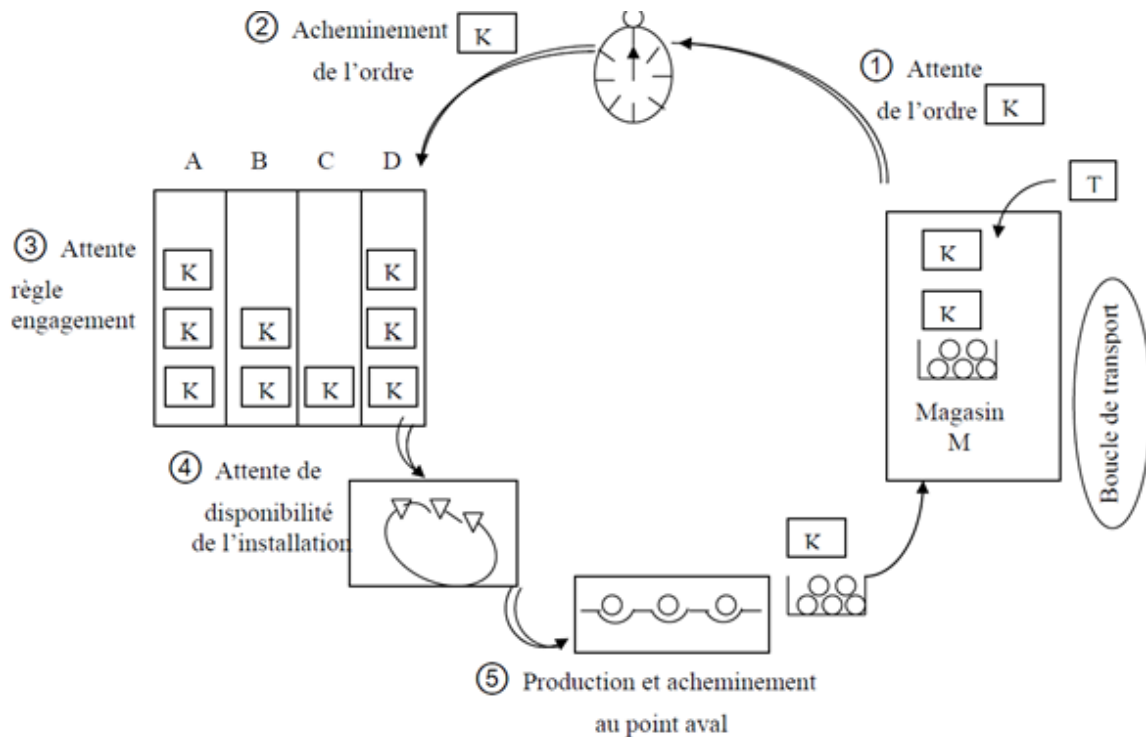 ② Acheminement K
de l’ordre
① Attente
de l’ordre K
T
A B C D
③ Attente
règle
engagement
K K
K K K
K K K K
K
K
Magasin
M
Boucle de transport
④ Attente de
disponibilité
de l’installation
K
⑤ Production et acheminement
au point aval